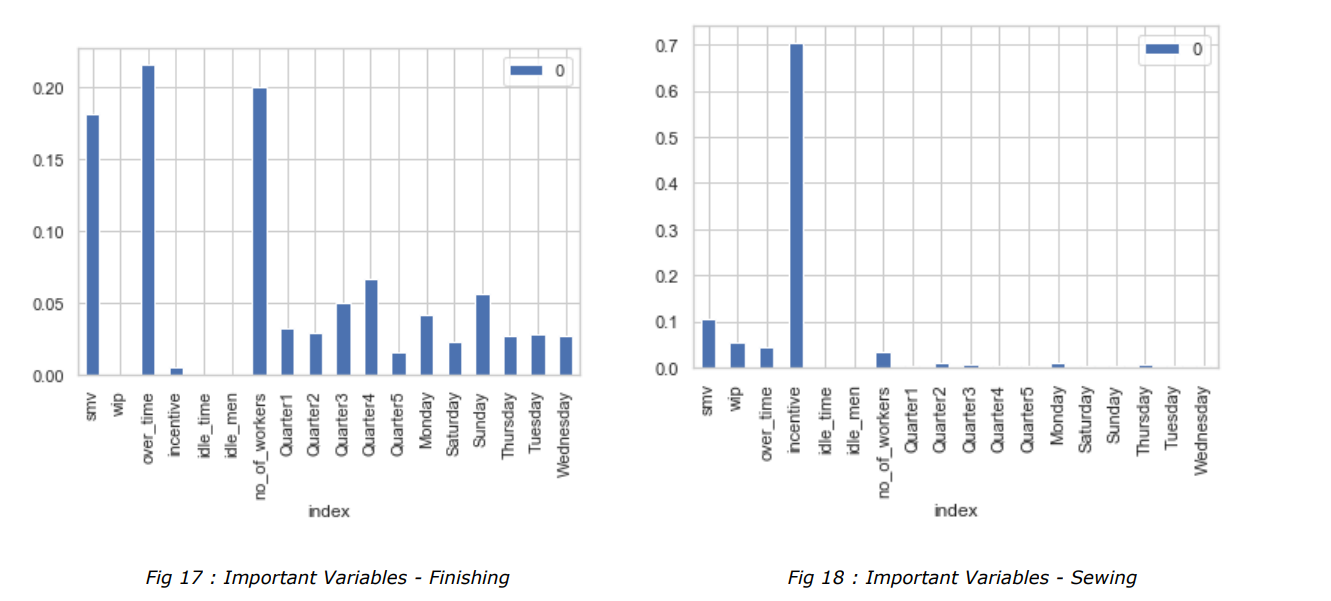 0
0.20
0.15
0.10
0.05
0.00
smv
wip
over_time
incentive
idle_time
idle_men
no_of_workers
Quarter1
Quarter2
Quarter3
Quarter4
Quarter5
Monday
Saturday
Sunday
Thursday
Tuesday
Wednesday
index
Fig 17 : Important Variables - Finishing
0
0.7
0.6
0.5
0.4
0.3
0.2
0.1
0.0
smv
wip
over_time
incentive
idle_time
idle_men
no_of_workers
Quarter1
Quarter2
Quarter3
Quarter4
Quarter5
Monday
Saturday
Sunday
Thursday
Tuesday
Wednesday
index
Fig 18 : Important Variables - Sewing